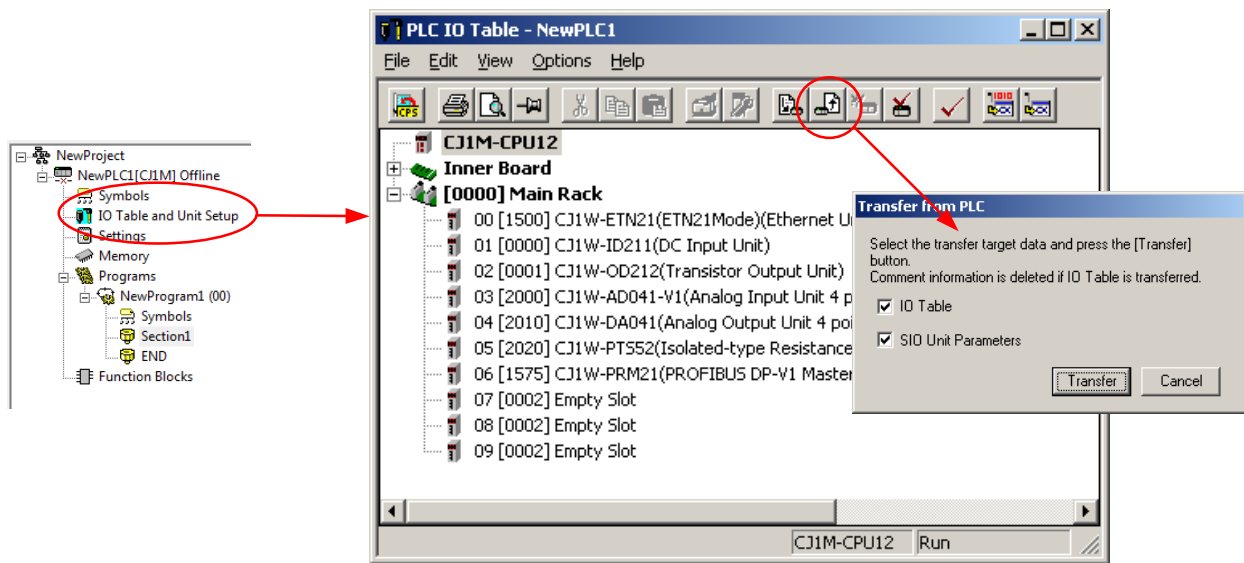 NewProject
NewPLC1[CJ1M] Offline
Symbols
IO Table and Unit Setup
Settings
Memory
Programs
NewProgram1 (00)
Symbols
Section1
END
Function Blocks
PLC IO Table - NewPLC1
File Edit View Options Help
NCPS
1010
CJ1M-CPU12
Inner Board
[0000] Main Rack
00 [1500] CJ1W-ETN21(ETN21Mode)(Ethernet U
01 [0000] CJ1W-ID211(DC Input Unit)
02 [0001] CJ1W-OD212(Transistor Output Unit)
03 [2000] CJ1W-AD041-V1(Analog Input Unit 4 p
04 [2010] CJ1W-DA041(Analog Output Unit 4 poi
05 [2020] CJ1W-PTS52(Isolated-type Resistance
06 [1575] CJ1W-PRM21(PROFIBUS DP-V1 Master
07 [0002] Empty Slot
08 [0002] Empty Slot
09 [0002] Empty Slot
CJ1M-CPU12 Run
Transfer from PLC
Select the transfer target data and press the [Transfer]
button.
Comment information is deleted if IO Table is transferred.
IO Table
SIO Unit Parameters
Transfer Cancel